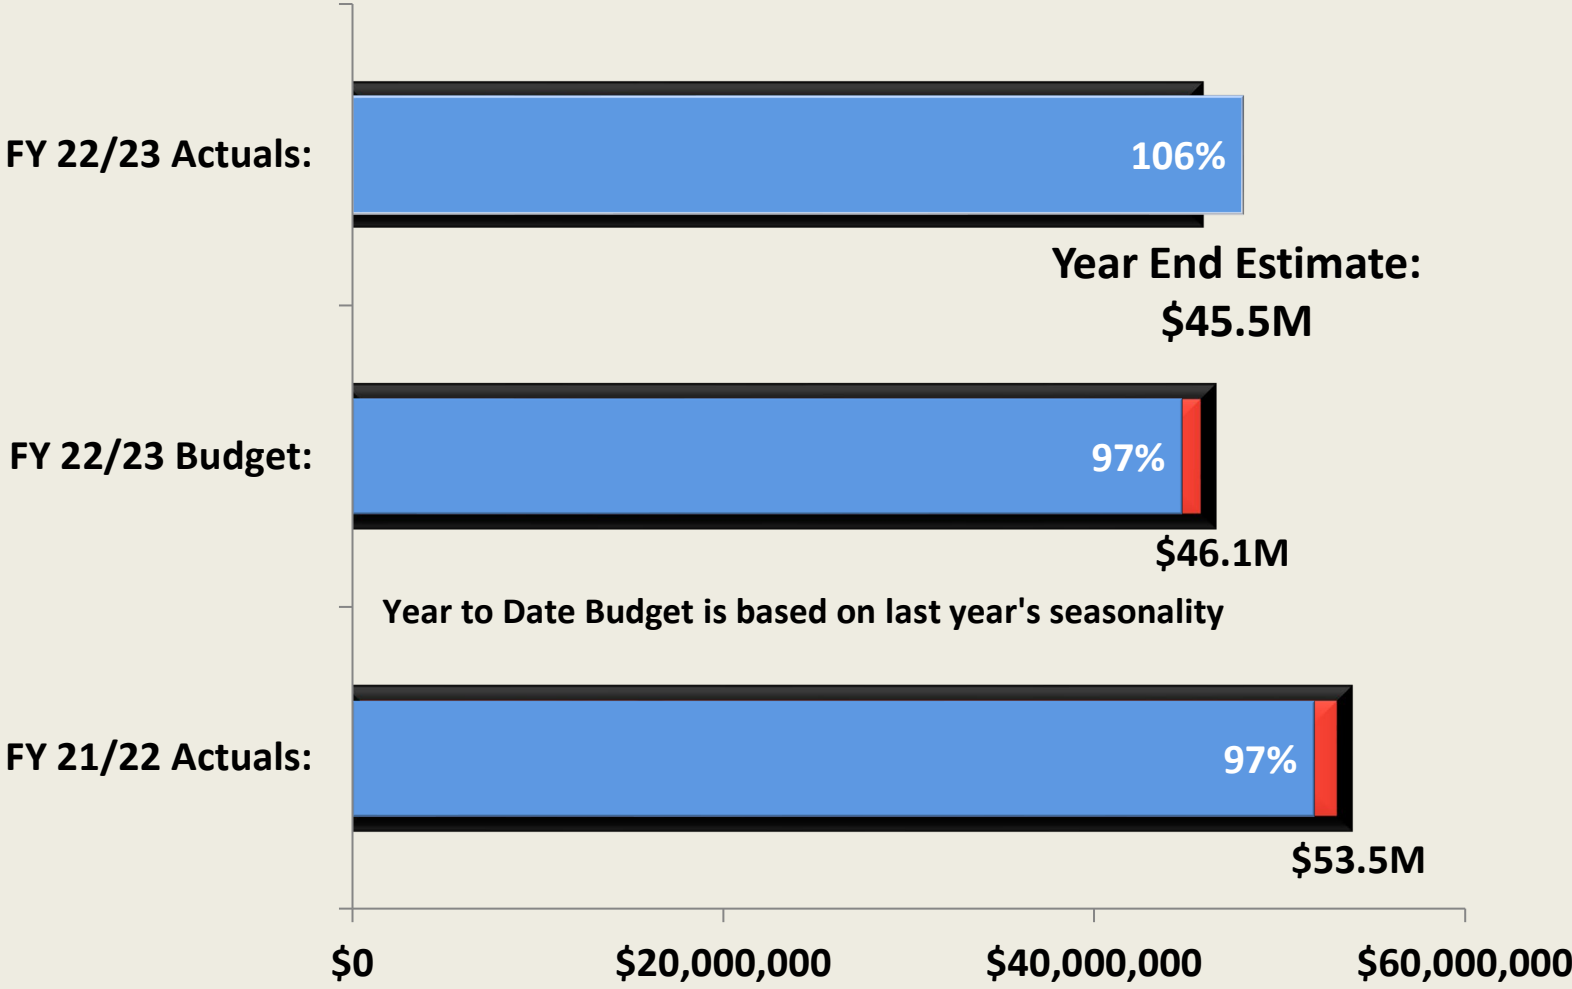 FY 22/23 Actuals:
106%
Year End Estimate:
$45.5M
FY 22/23 Budget:
97%
$46.1M
Year to Date Budget is based on last year's seasonality
FY 21/22 Actuals:
97%
$53.5M
$0 $20,000,000 $40,000,000 $60,000,000